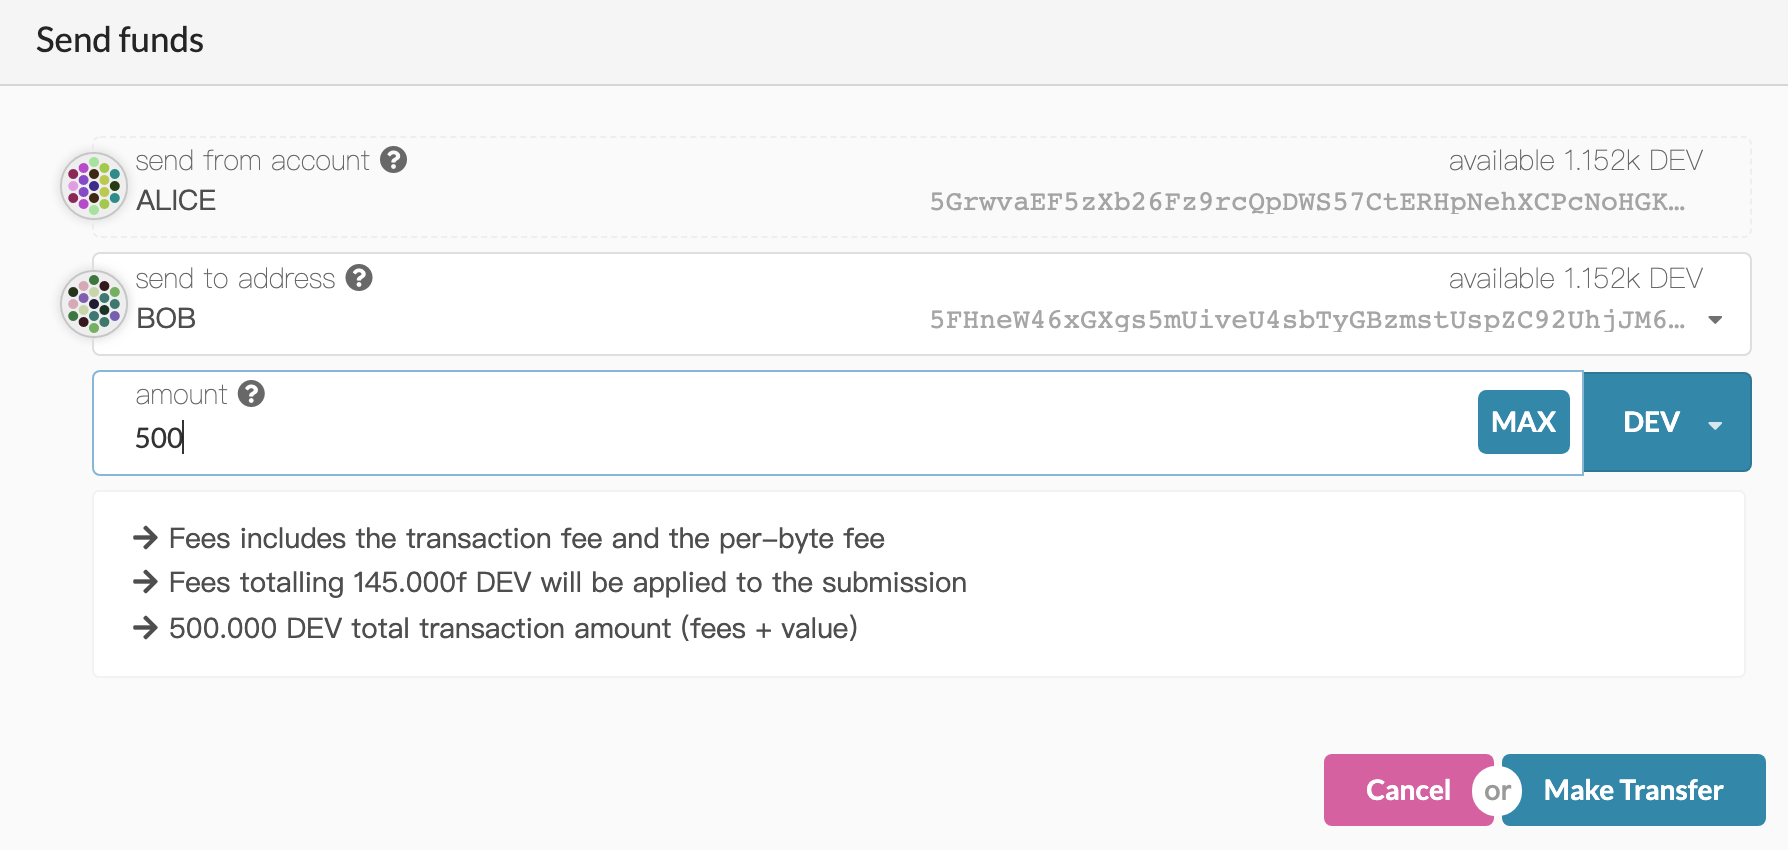 Send funds
send from account ?
available 1.152k DEV
ALICE
5GrwvaEF5zXb26Fz9rcQpDWS57CtERHpNehXCPcNoHGK…
send to address ?
available 1.152k DEV
BOB
5FHneW46xGXgs5mUiveU4sbTyGBzmstUspZC92UhjJM6…
amount ?
500
MAX
DEV
→ Fees includes the transaction fee and the per-byte fee
→ Fees totalling 145.000f DEV will be applied to the submission
→ 500.000 DEV total transaction amount (fees + value)
Cancel or Make Transfer